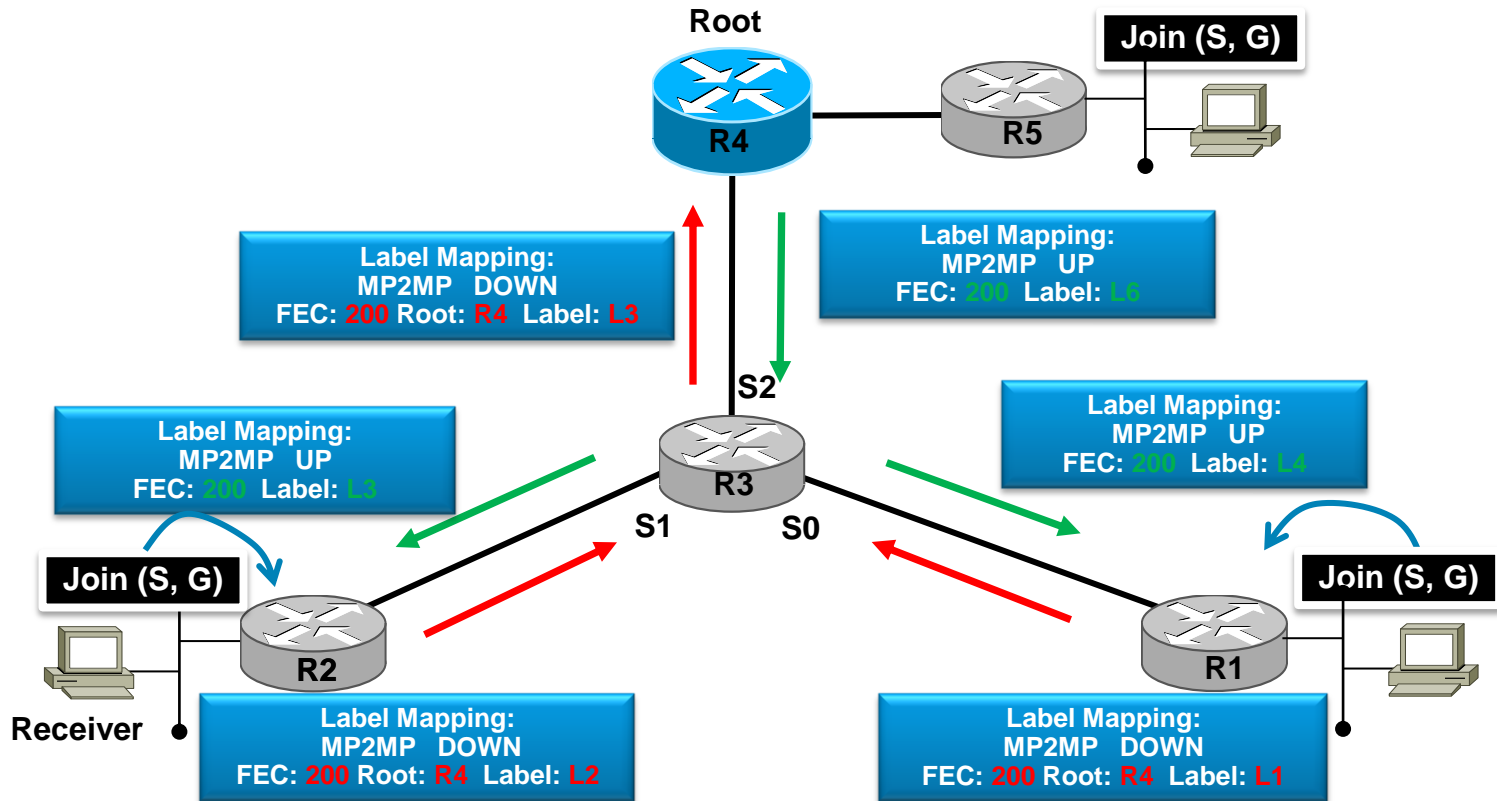 Root
Join (S, G)
R4
R5
Label Mapping:
MP2MP DOWN
FEC: 200 Root: R4 Label: L3
Label Mapping:
MP2MP UP
FEC: 200 Label: L6
S2
Label Mapping:
MP2MP UP
FEC: 200 Label: L3
Label Mapping:
MP2MP UP
FEC: 200 Label: L4
R3
S1
S0
Join (S, G)
Join (S, G)
R2
R1
Receiver
Label Mapping:
MP2MP DOWN
FEC: 200 Root: R4 Label: L2
Label Mapping:
MP2MP DOWN
FEC: 200 Root: R4 Label: L1